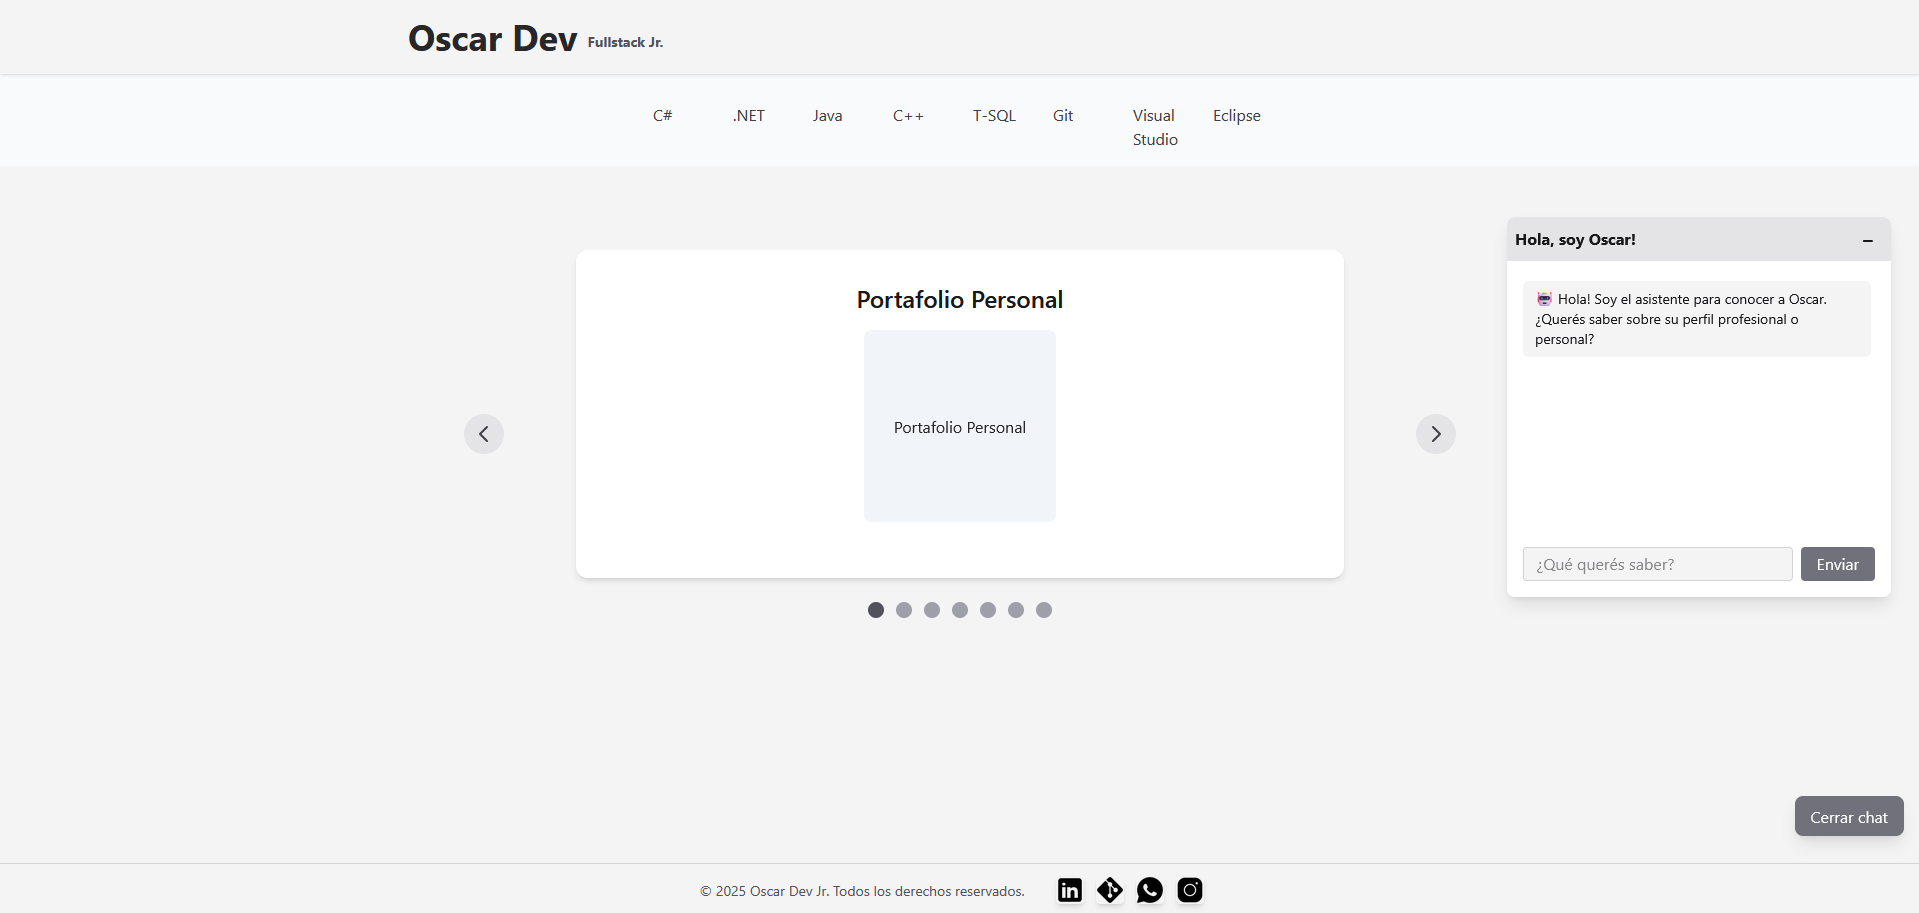 Oscar Dev Fullstack Jr.
C# .NET Java C++ T-SQL Git Visual Studio Eclipse
Portafolio Personal
Portafolio Personal
Hola, soy Oscar!
🤖 Hola! Soy el asistente para conocer a Oscar.
¿Querés saber sobre su perfil profesional o
personal?
¿Qué querés saber? Enviar
Cerrar chat
© 2025 Oscar Dev Jr. Todos los derechos reservados. in